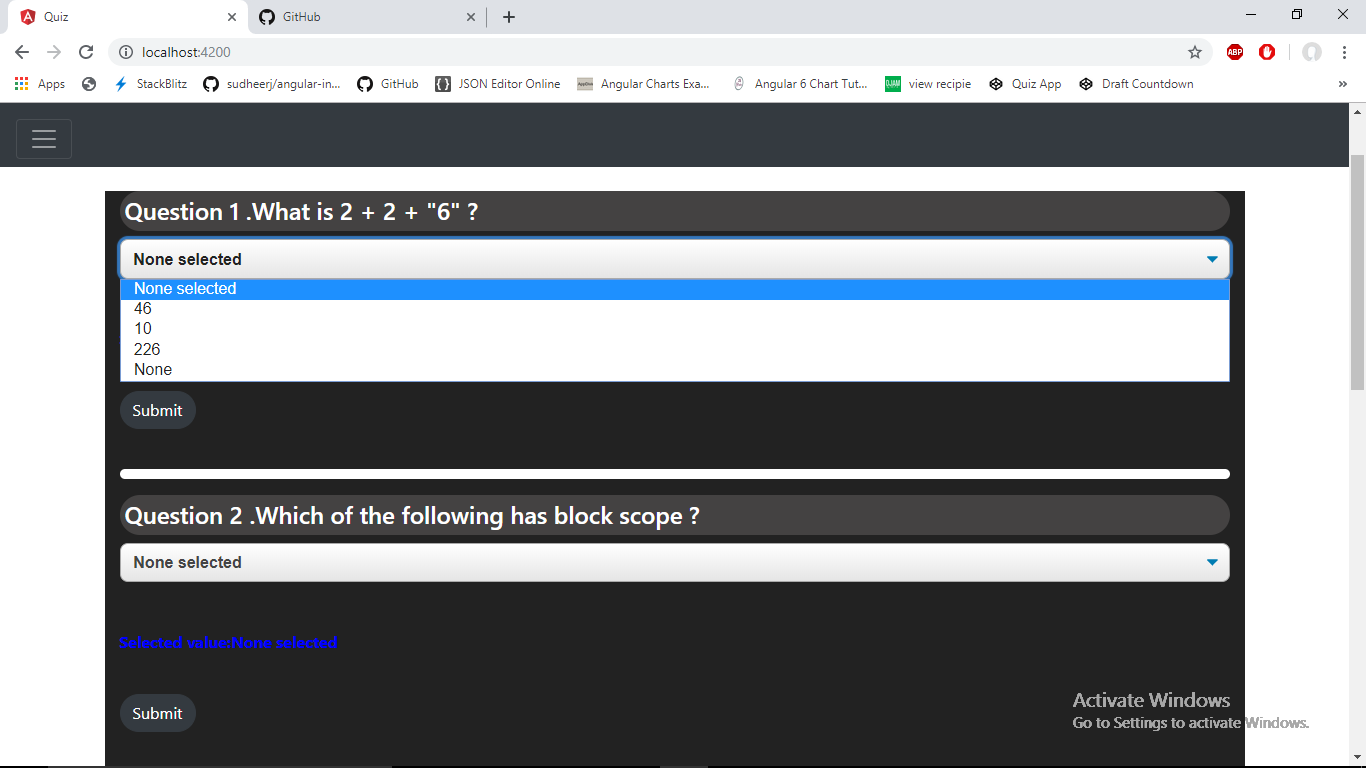 Quiz
GitHub
localhost:4200
ABP
Apps
StackBlitz
sudheerj/angular-in...
GitHub
JSON Editor Online
Angular Charts Exa...
Angular 6 Chart Tut...
view recipie
Quiz App
Draft Countdown
»
Question 1 .What is 2 + 2 + "6" ?
None selected
None selected
46
10
226
None
Submit
Question 2 .Which of the following has block scope ?
None selected
Selected value:None selected
Submit
Activate Windows
Go to Settings to activate Windows.